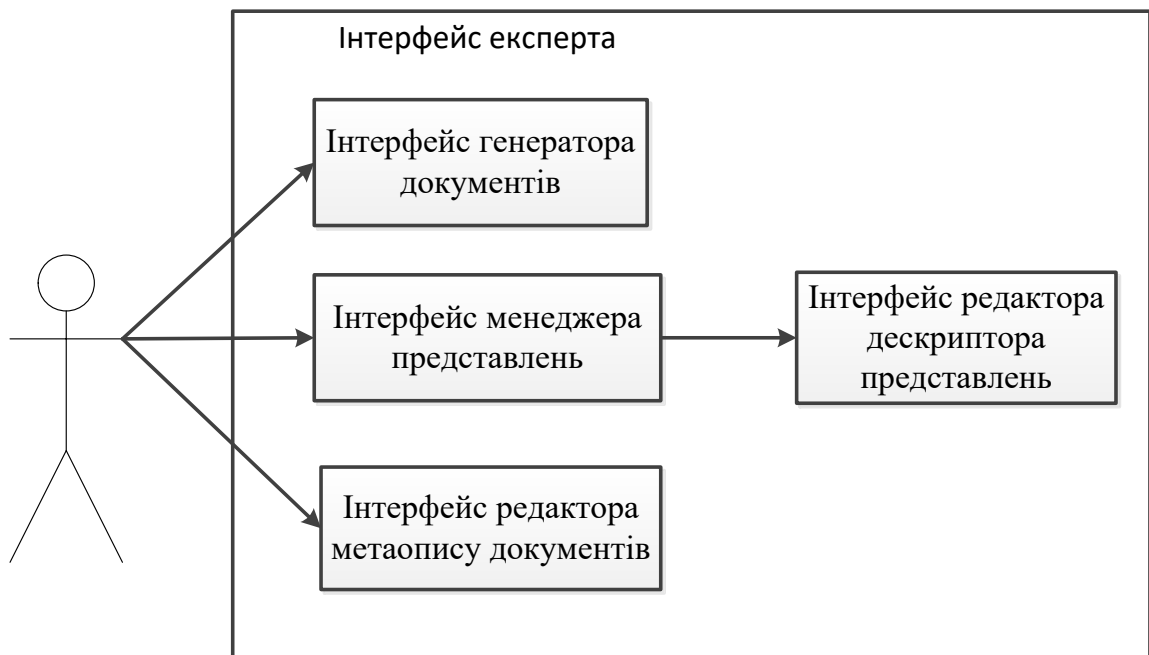 Інтерфейс експерта
Інтерфейс генератора
документів
Інтерфейс менеджера
представлень
Інтерфейс редактора
дескриптора
представлень
Інтерфейс редактора
метаопису документів